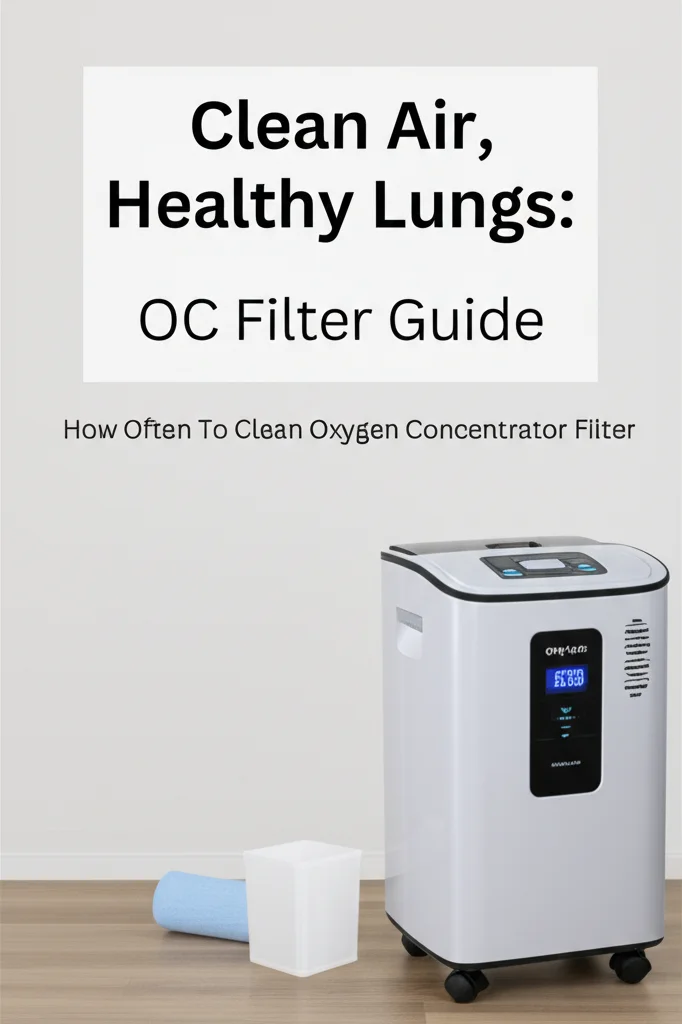 Clean Air,
Healthy Lungs:
OC Filter Guide
How Often To Clean Oxygen Concentrator Filter